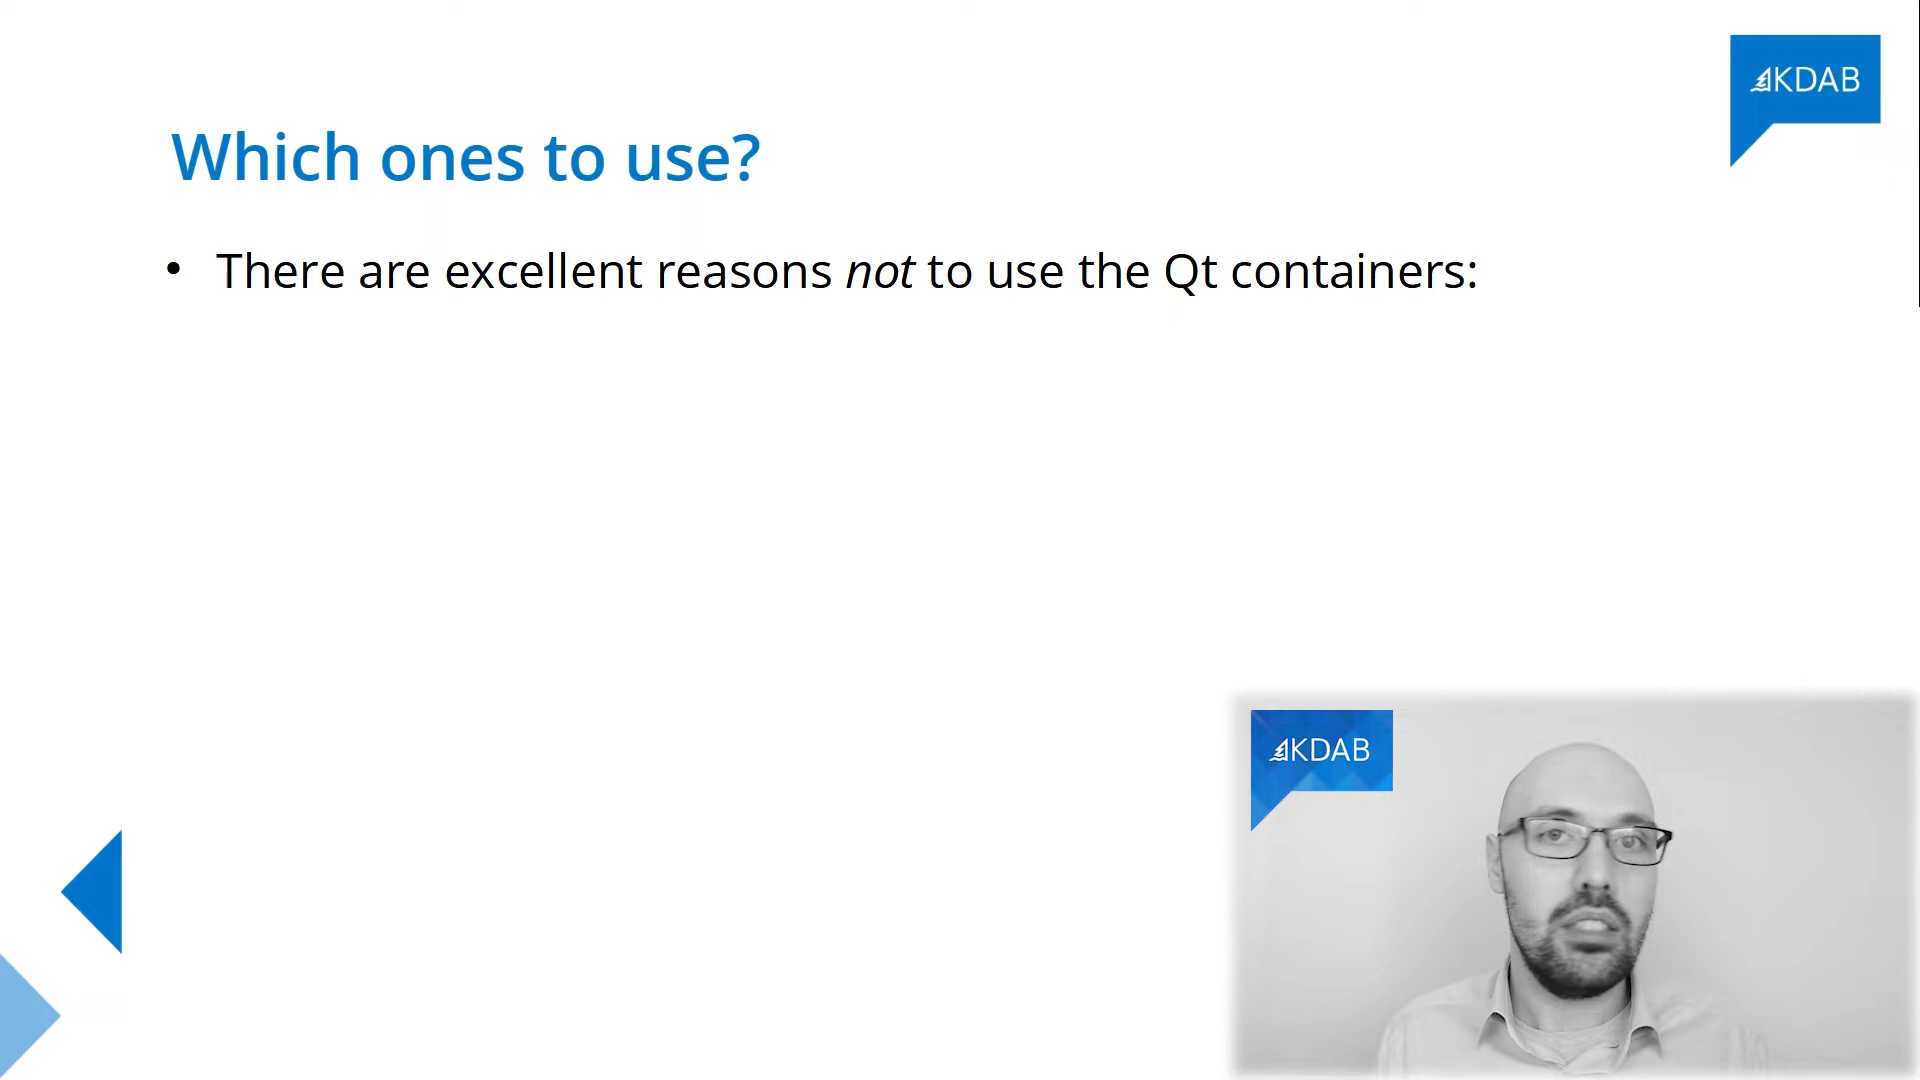 KDAB
Which ones to use?
• There are excellent reasons not to use the Qt containers:
KDAB